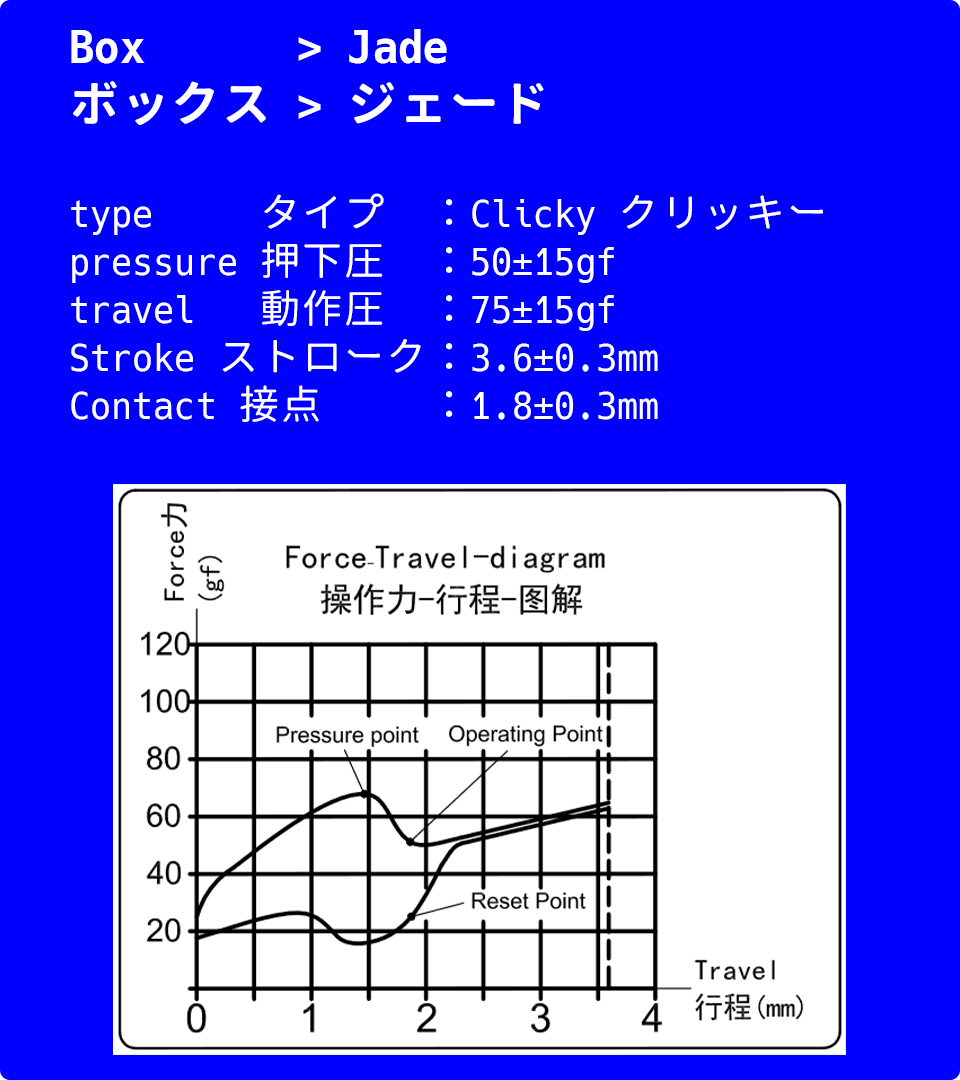 Box > Jade
ボックス > ジェード
type タイプ ：Clicky クリッキー
pressure 押下圧 ：50±15gf
travel 動作圧 ：75±15gf
Stroke ストローク：3.6±0.3mm
Contact 接点 ：1.8±0.3mm
Force力
(gf)
Force-Travel-diagram
操作力-行程-图解
120
100
Pressure point
Operating Point
80
60
40
Reset Point
20
Travel
行程(mm)
0 1 2 3 4